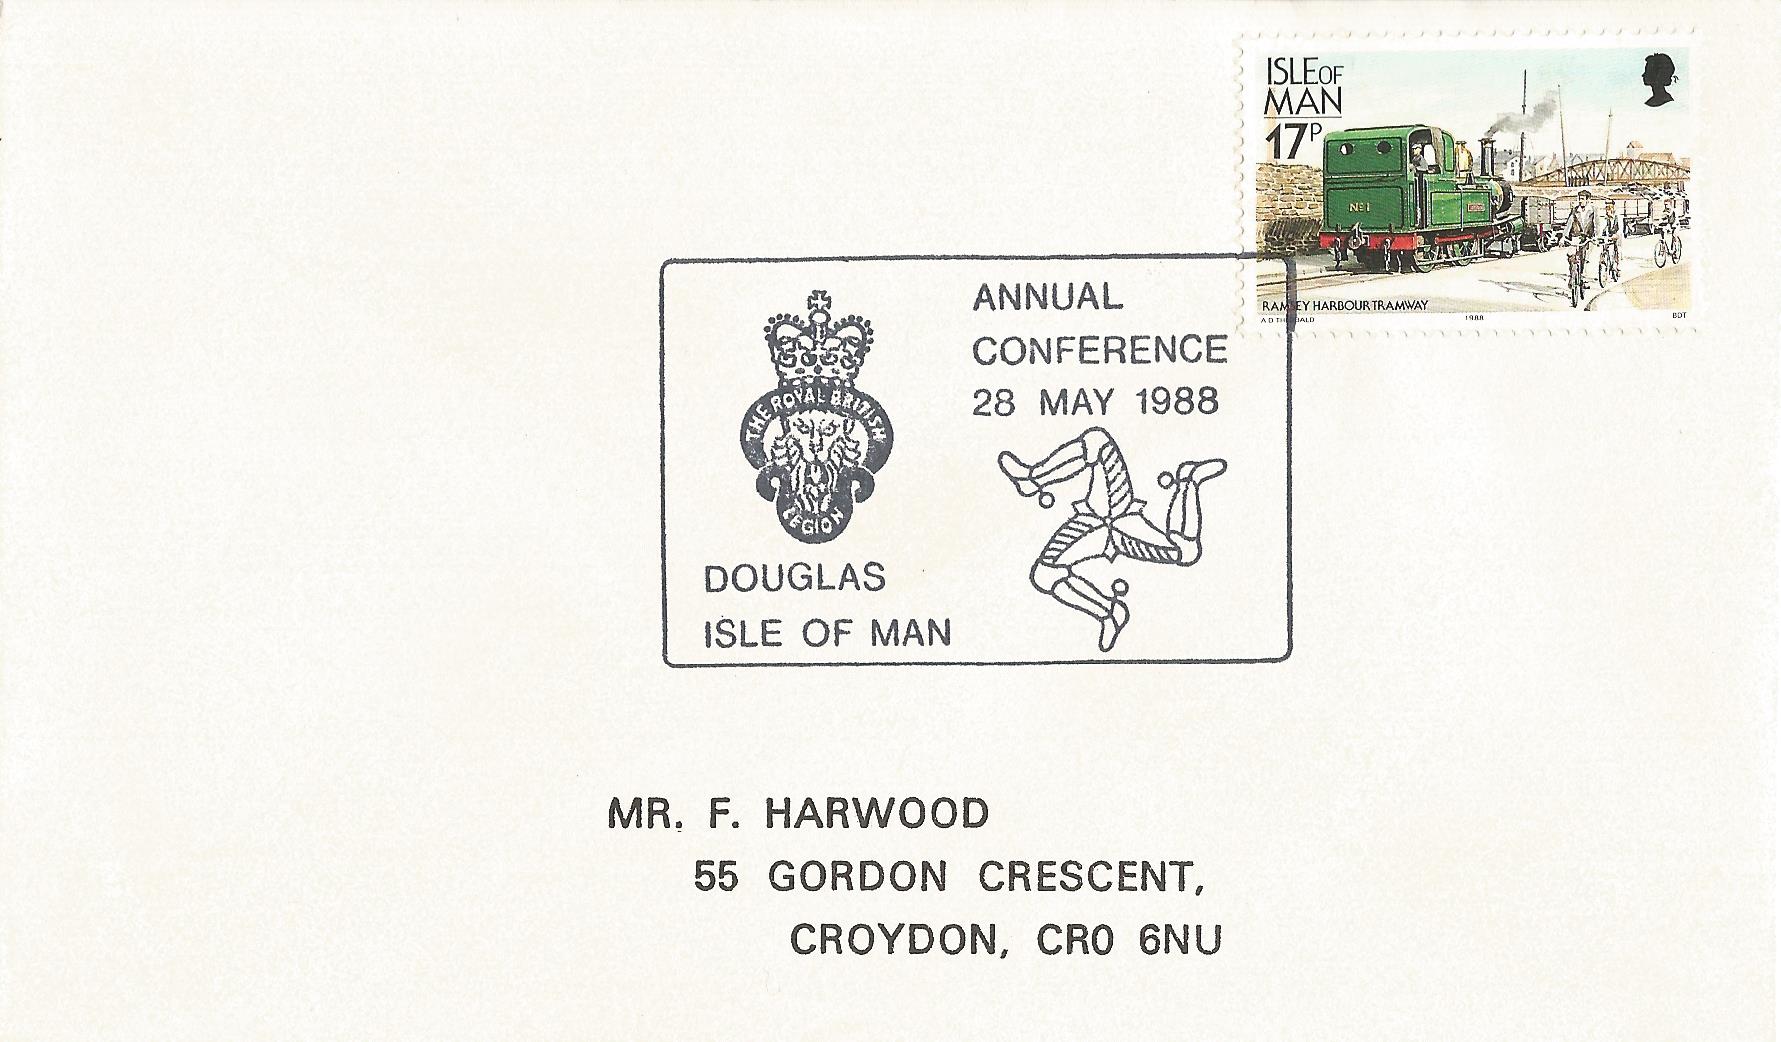 ISLE OF
MAN
17P
Nº1
RAMSEY HARBOUR TRAMWAY
A D THEOBALD 1988 BDT
ANNUAL
CONFERENCE
28 MAY 1988
THE ROYAL BRITISH
LEGION
DOUGLAS
ISLE OF MAN
MR. F. HARWOOD
55 GORDON CRESCENT,
CROYDON, CR0 6NU